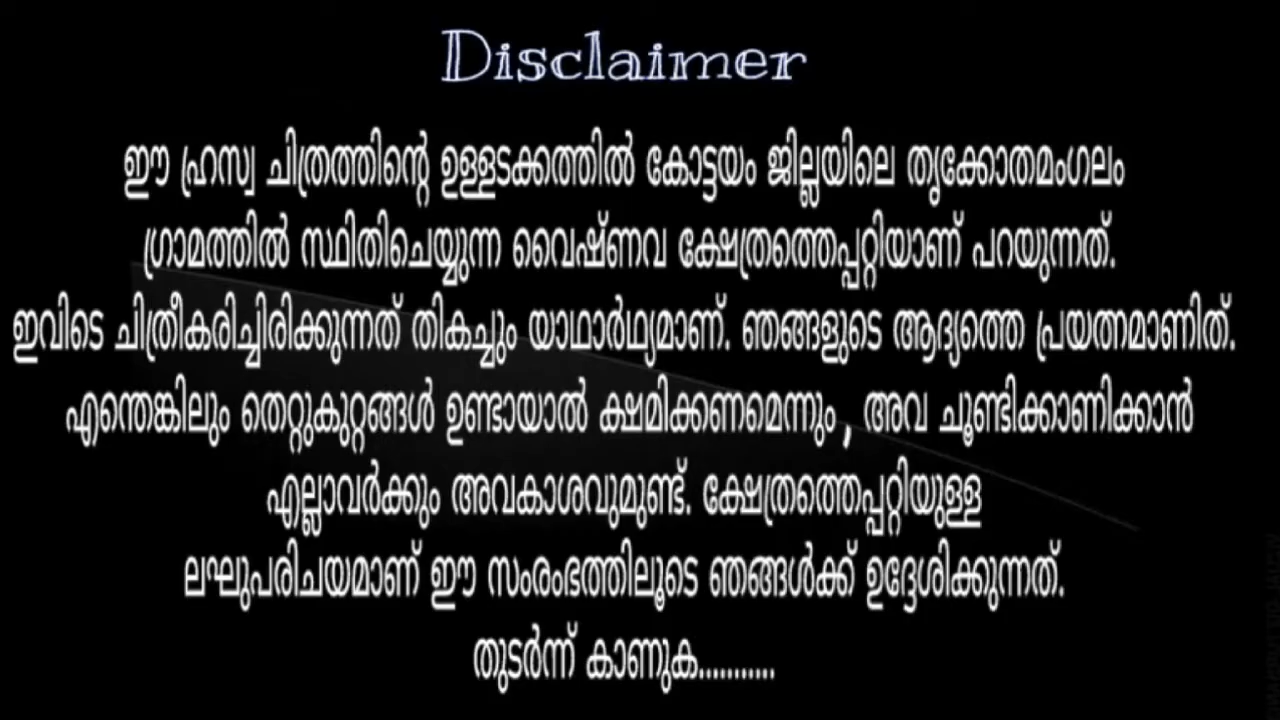 Disclaimer
ഈ ഹ്രസ്വ ചിത്രത്തിന്റെ ഉള്ളടക്കത്തിൽ കോട്ടയം ജില്ലയിലെ തൃക്കോതമംഗലം
ഗ്രാമത്തിൽ സ്ഥിതിചെയ്യുന്ന വൈഷ്ണവ ക്ഷേത്രത്തെപ്പറ്റിയാണ് പറയുന്നത്.
ഇവിടെ ചിത്രീകരിച്ചിരിക്കുന്നത് തികച്ചും യാഥാർഥ്യമാണ്. ഞങ്ങളുടെ ആദ്യത്തെ പ്രയത്നമാണിത്.
എന്തെങ്കിലും തെറ്റുകുറ്റങ്ങൾ ഉണ്ടായാൽ ക്ഷമിക്കണമെന്നും , അവ ചൂണ്ടിക്കാണിക്കാൻ
എല്ലാവർക്കും അവകാശവുമുണ്ട്. ക്ഷേത്രത്തെപ്പറ്റിയുള്ള
ലഘുപരിചയമാണ് ഈ സംരംഭത്തിലൂടെ ഞങ്ങൾക്ക് ഉദ്ദേശിക്കുന്നത്.
തുടർന്ന് കാണുക...........